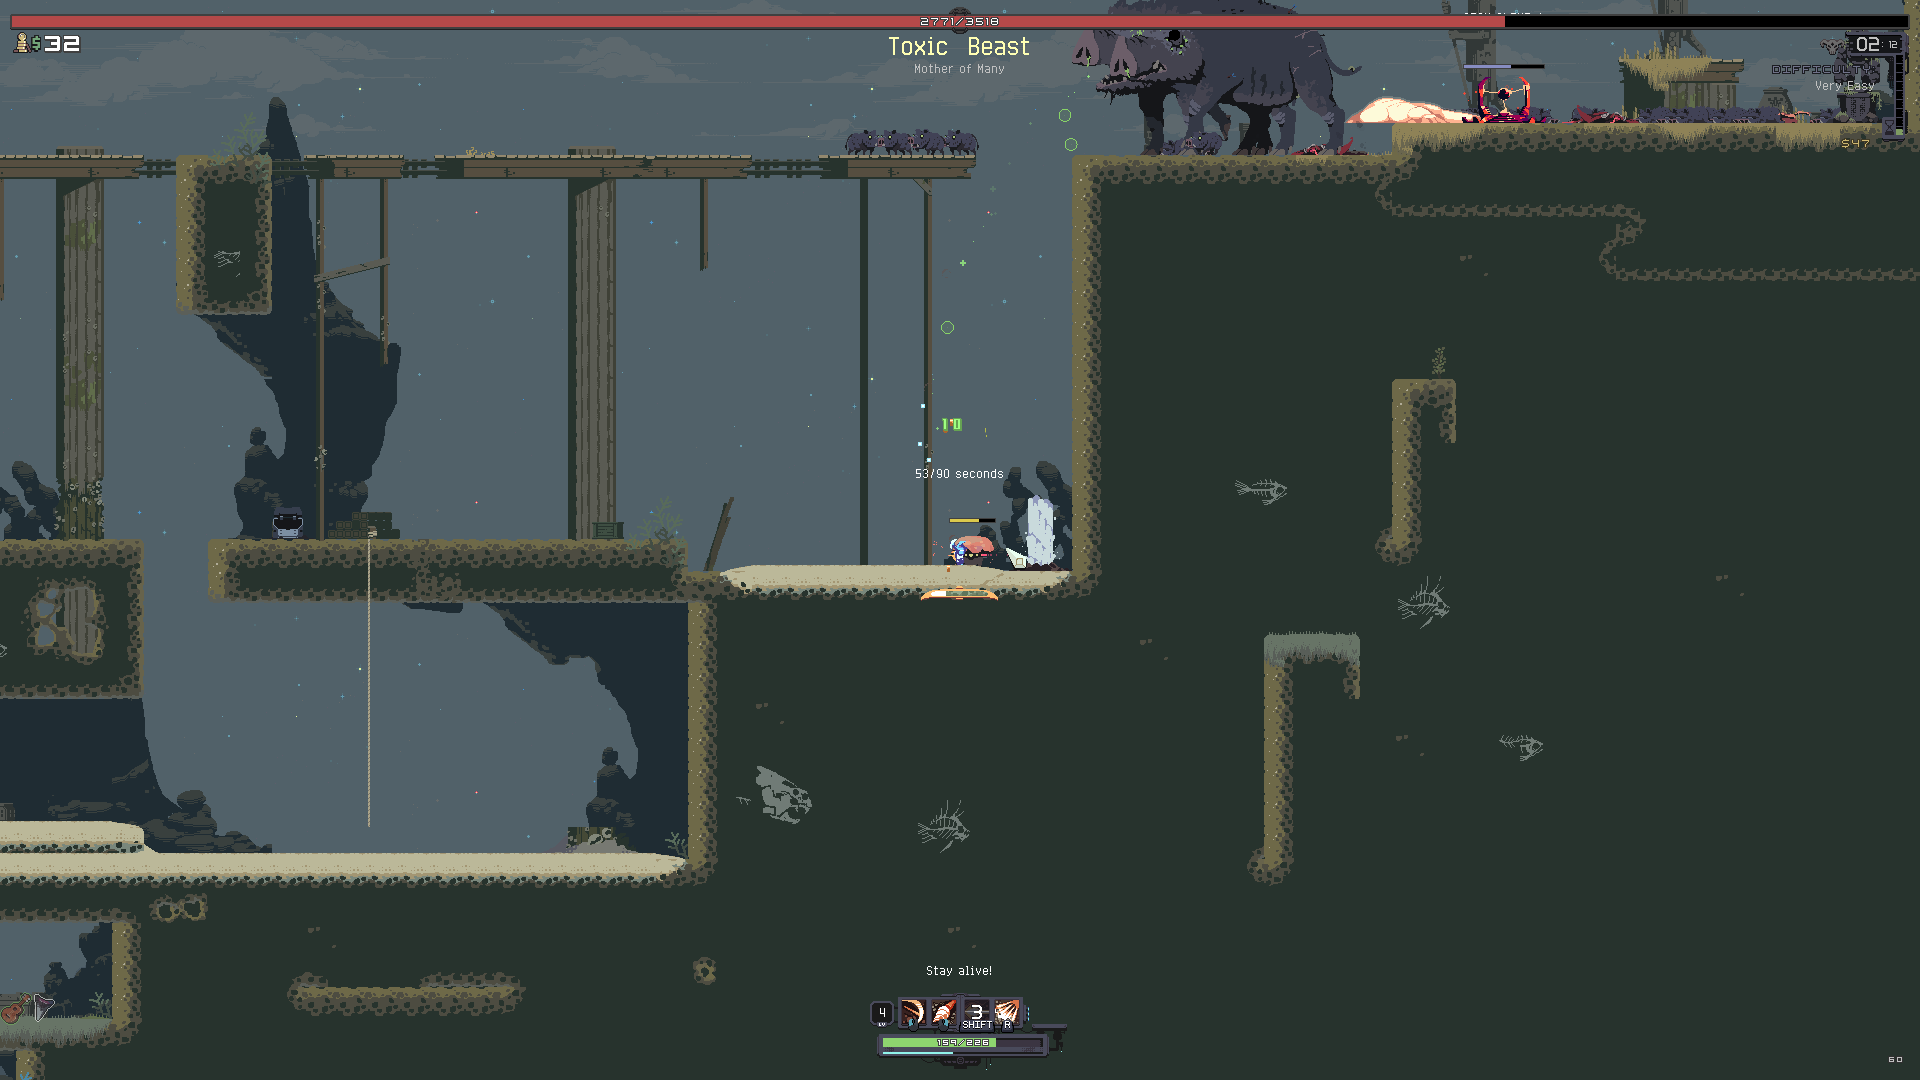 2771/3518
$32
Toxic Beast
Mother of Many
02:12
DIFFICULTY
Very Easy
$47
10
53/90 seconds
Stay alive!
4
LV
3
SHIFT
R
159/226
60